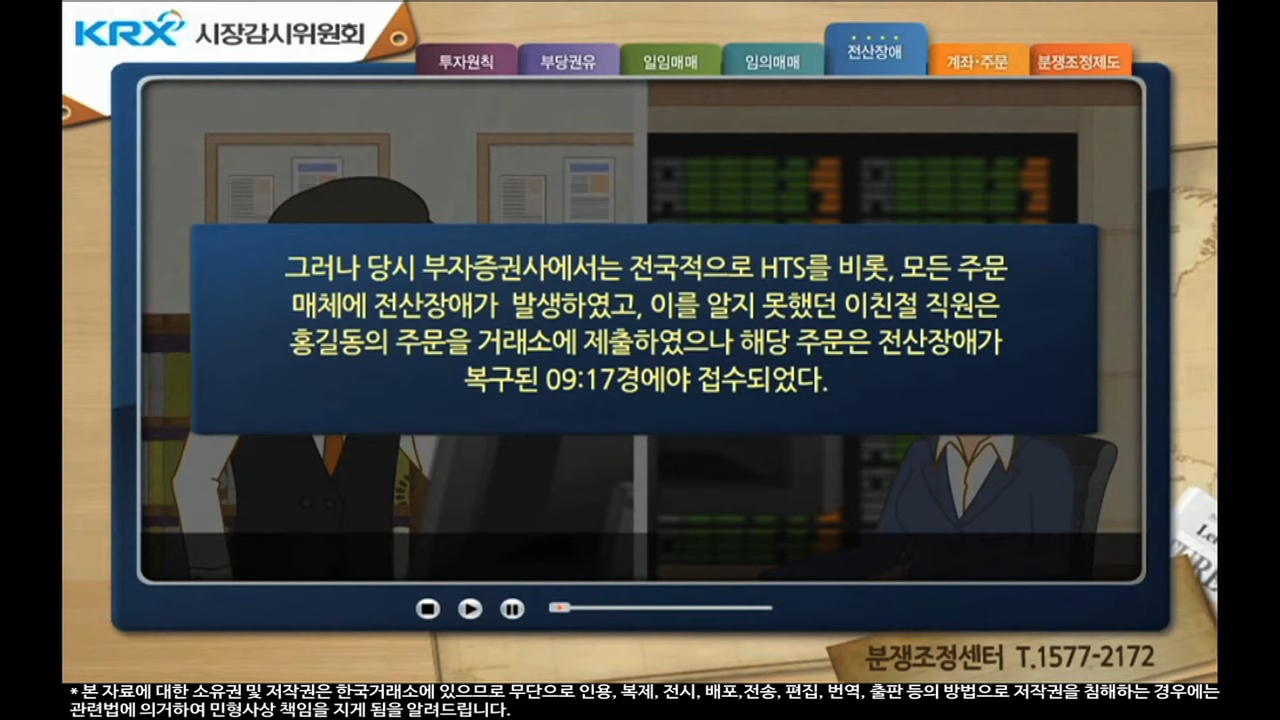 KRX 시장감시위원회
투자원칙
부당권유
일임매매
임의매매
전산장애
계좌·주문
분쟁조정제도
그러나 당시 부자증권사에서는 전국적으로 HTS를 비롯, 모든 주문
매체에 전산장애가 발생하였고, 이를 알지 못했던 이친절 직원은
홍길동의 주문을 거래소에 제출하였으나 해당 주문은 전산장애가
복구된 09:17경에야 접수되었다.
분쟁조정센터 T.1577-2172
* 본 자료에 대한 소유권 및 저작권은 한국거래소에 있으므로 무단으로 인용, 복제, 전시, 배포,전송, 편집, 번역, 출판 등의 방법으로 저작권을 침해하는 경우에는
관련법에 의거하여 민형사상 책임을 지게 됨을 알려드립니다.